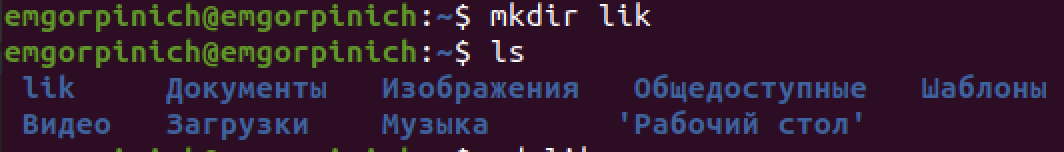 emgorpinich@emgorpinich:~$ mkdir lik
emgorpinich@emgorpinich:~$ ls
lik Документы Изображения Общедоступные Шаблоны
Видео Загрузки Музыка 'Рабочий стол'